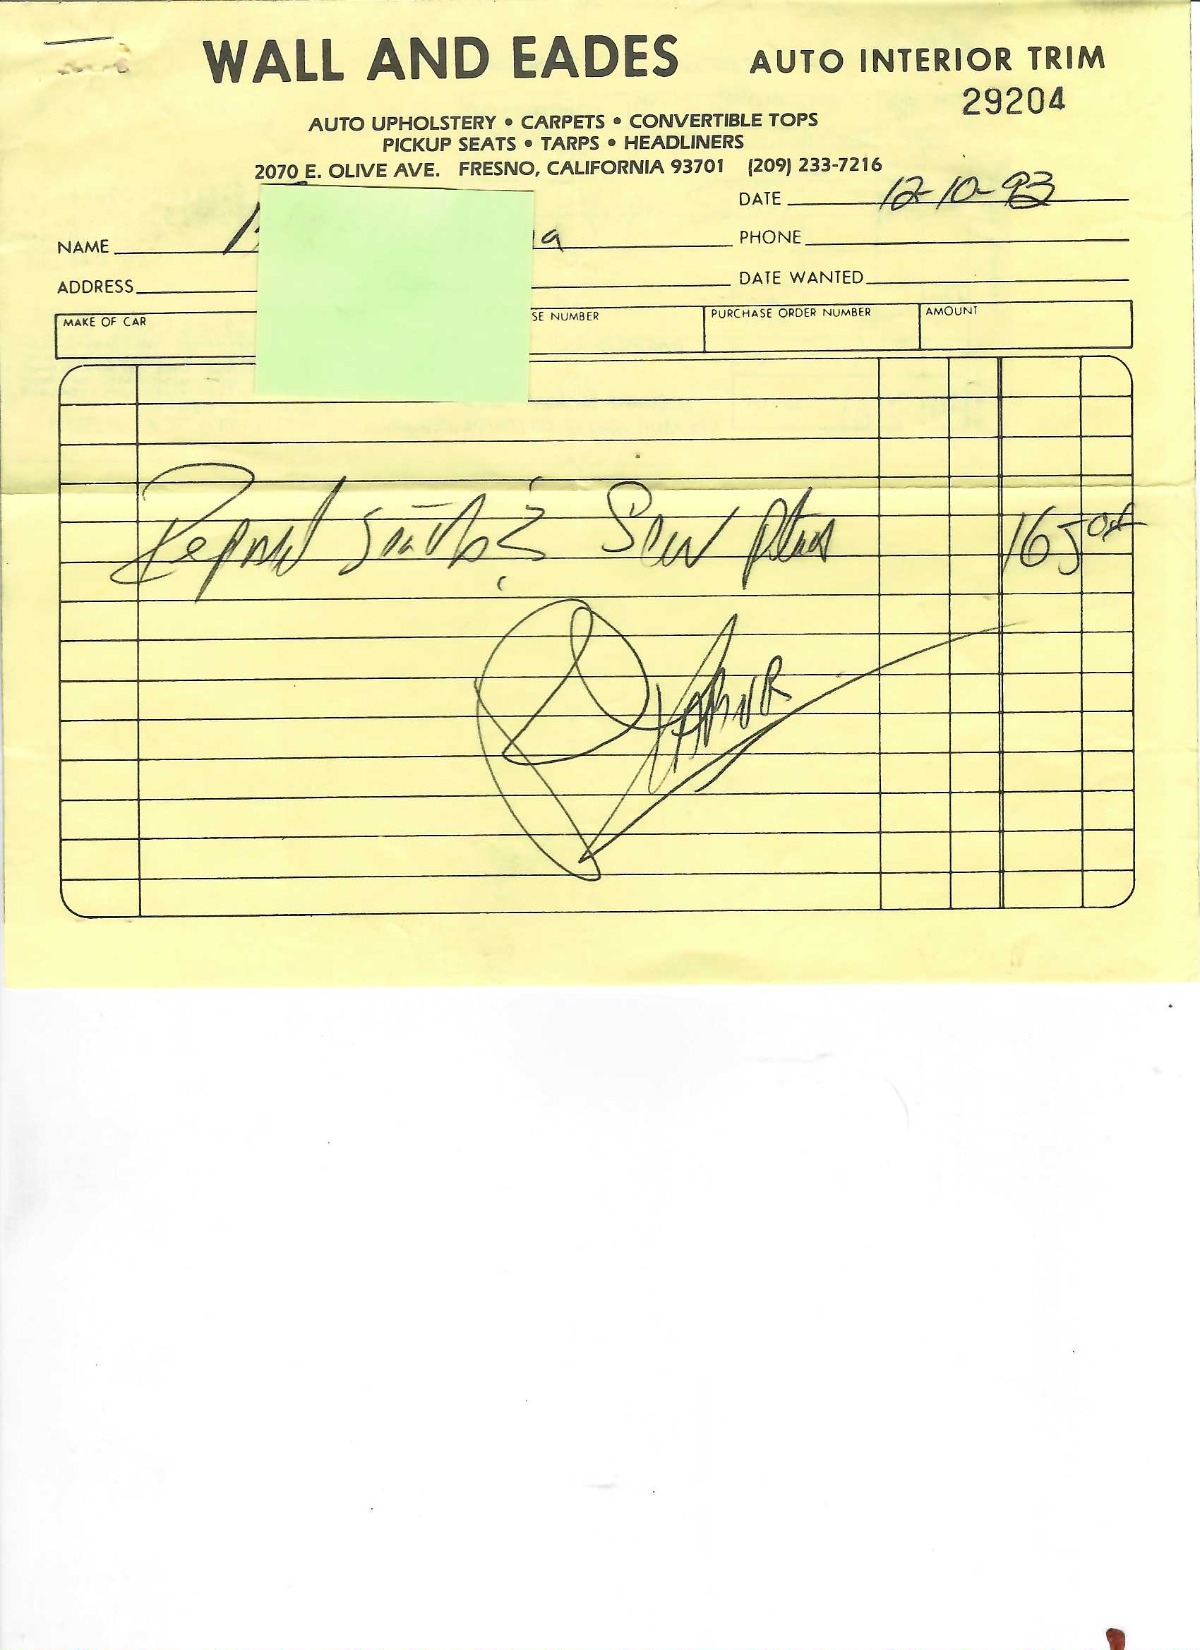 WALL AND EADES AUTO INTERIOR TRIM
29204
AUTO UPHOLSTERY • CARPETS • CONVERTIBLE TOPS
PICKUP SEATS • TARPS • HEADLINERS
2070 E. OLIVE AVE. FRESNO, CALIFORNIA 93701 (209) 233-7216
DATE 12-10-93
NAME
PHONE
ADDRESS
DATE WANTED
MAKE OF CAR SE NUMBER PURCHASE ORDER NUMBER AMOUNT
Sew 165